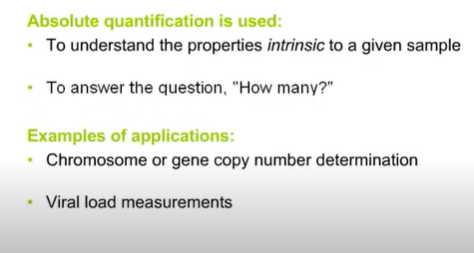 Absolute quantification is used:
• To understand the properties intrinsic to a given sample
• To answer the question, "How many?"
Examples of applications:
• Chromosome or gene copy number determination
• Viral load measurements